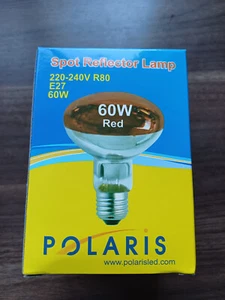 Spot Reflector Lamp
220-240V R80
E27
60W
60W
Red
POLARIS
www.polarisled.com